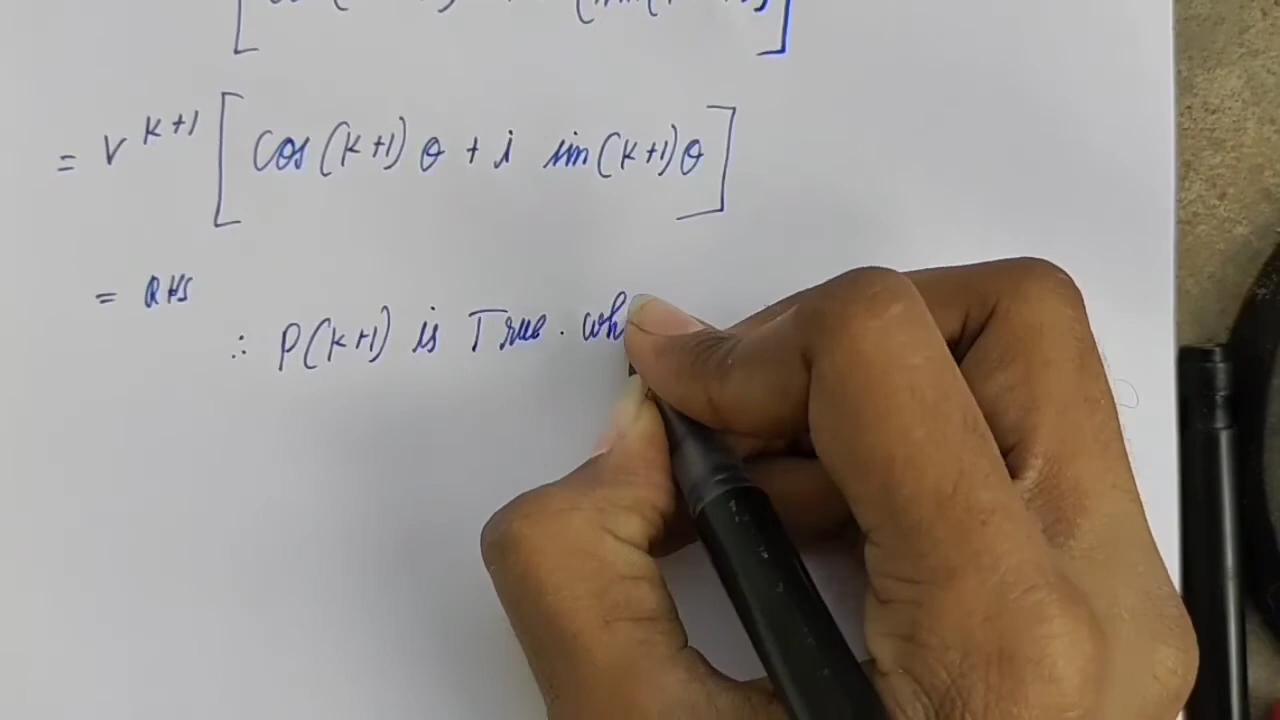 = r^{k+1} [ cos(k+1) θ + i sin(k+1)θ ]
= RHS
∴ P(k+1) is True. wh